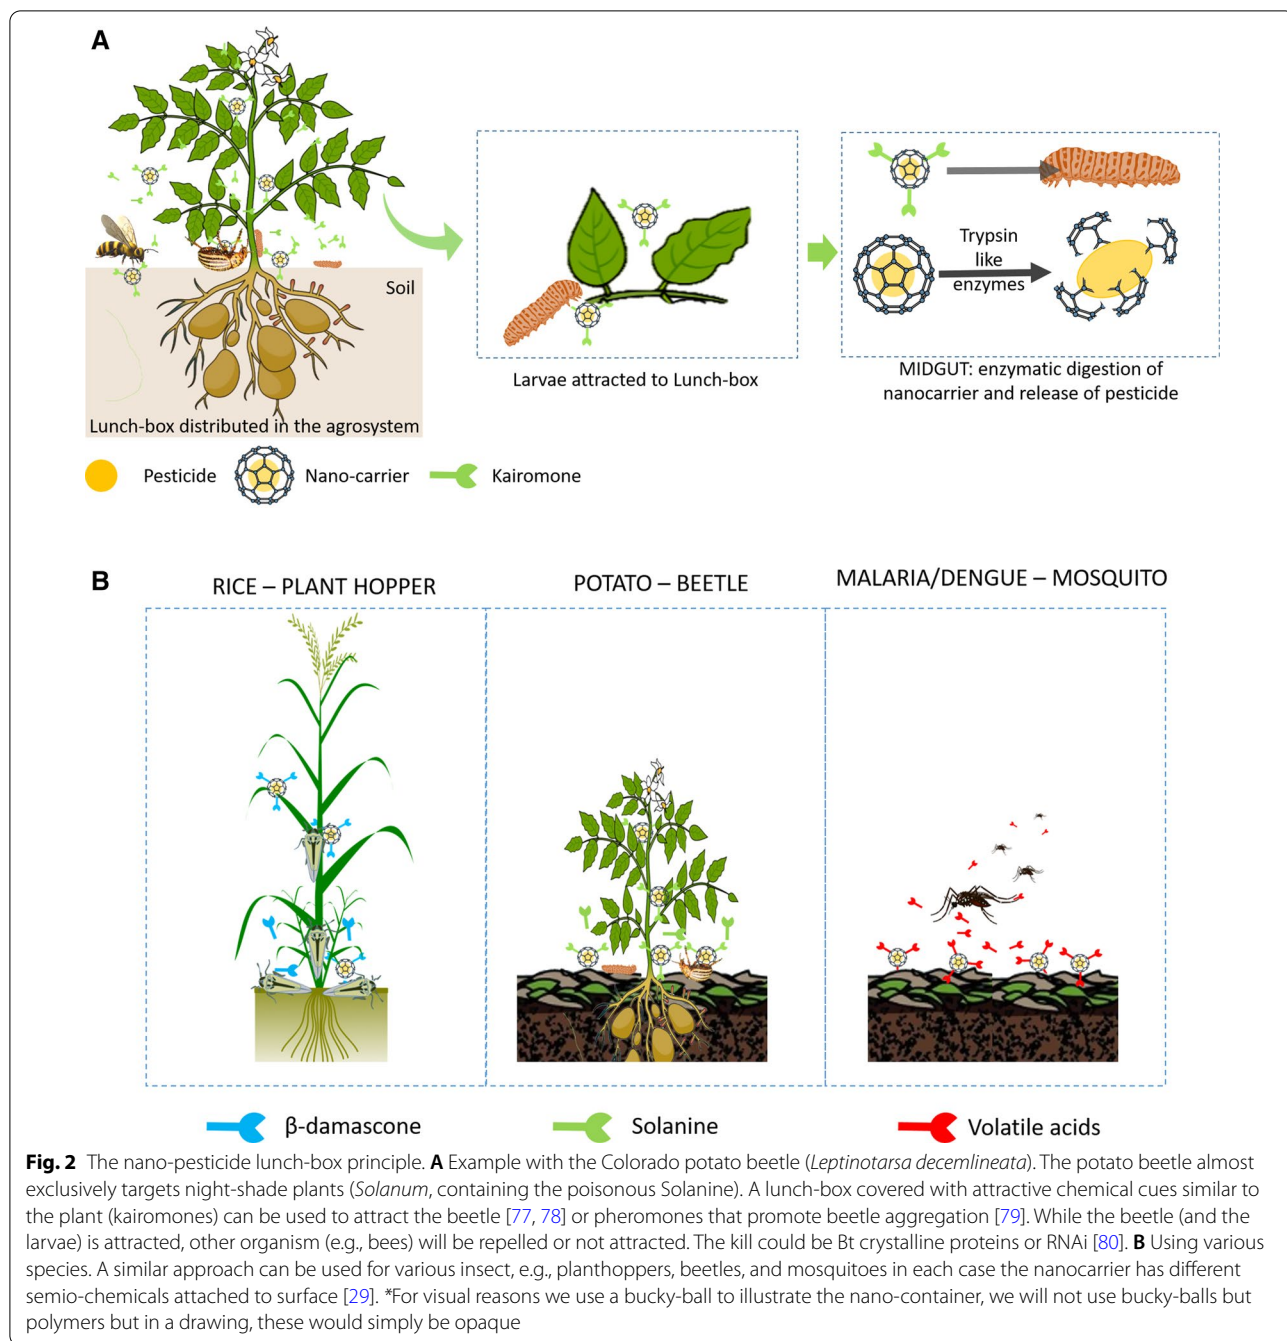 A
Soil
Lunch-box distributed in the agrosystem
Larvae attracted to Lunch-box
Trypsin
like
enzymes
MIDGUT: enzymatic digestion of
nanocarrier and release of pesticide
Pesticide
Nano-carrier
Kairomone
B
RICE – PLANT HOPPER
POTATO – BEETLE
MALARIA/DENGUE – MOSQUITO
β-damascone
Solanine
Volatile acids
Fig. 2 The nano-pesticide lunch-box principle. A Example with the Colorado potato beetle (Leptinotarsa decemlineata). The potato beetle almost
exclusively targets night-shade plants (Solanum, containing the poisonous Solanine). A lunch-box covered with attractive chemical cues similar to
the plant (kairomones) can be used to attract the beetle [77, 78] or pheromones that promote beetle aggregation [79]. While the beetle (and the
larvae) is attracted, other organism (e.g., bees) will be repelled or not attracted. The kill could be Bt crystalline proteins or RNAi [80]. B Using various
species. A similar approach can be used for various insect, e.g., planthoppers, beetles, and mosquitoes in each case the nanocarrier has different
semio-chemicals attached to surface [29]. *For visual reasons we use a bucky-ball to illustrate the nano-container, we will not use bucky-balls but
polymers but in a drawing, these would simply be opaque